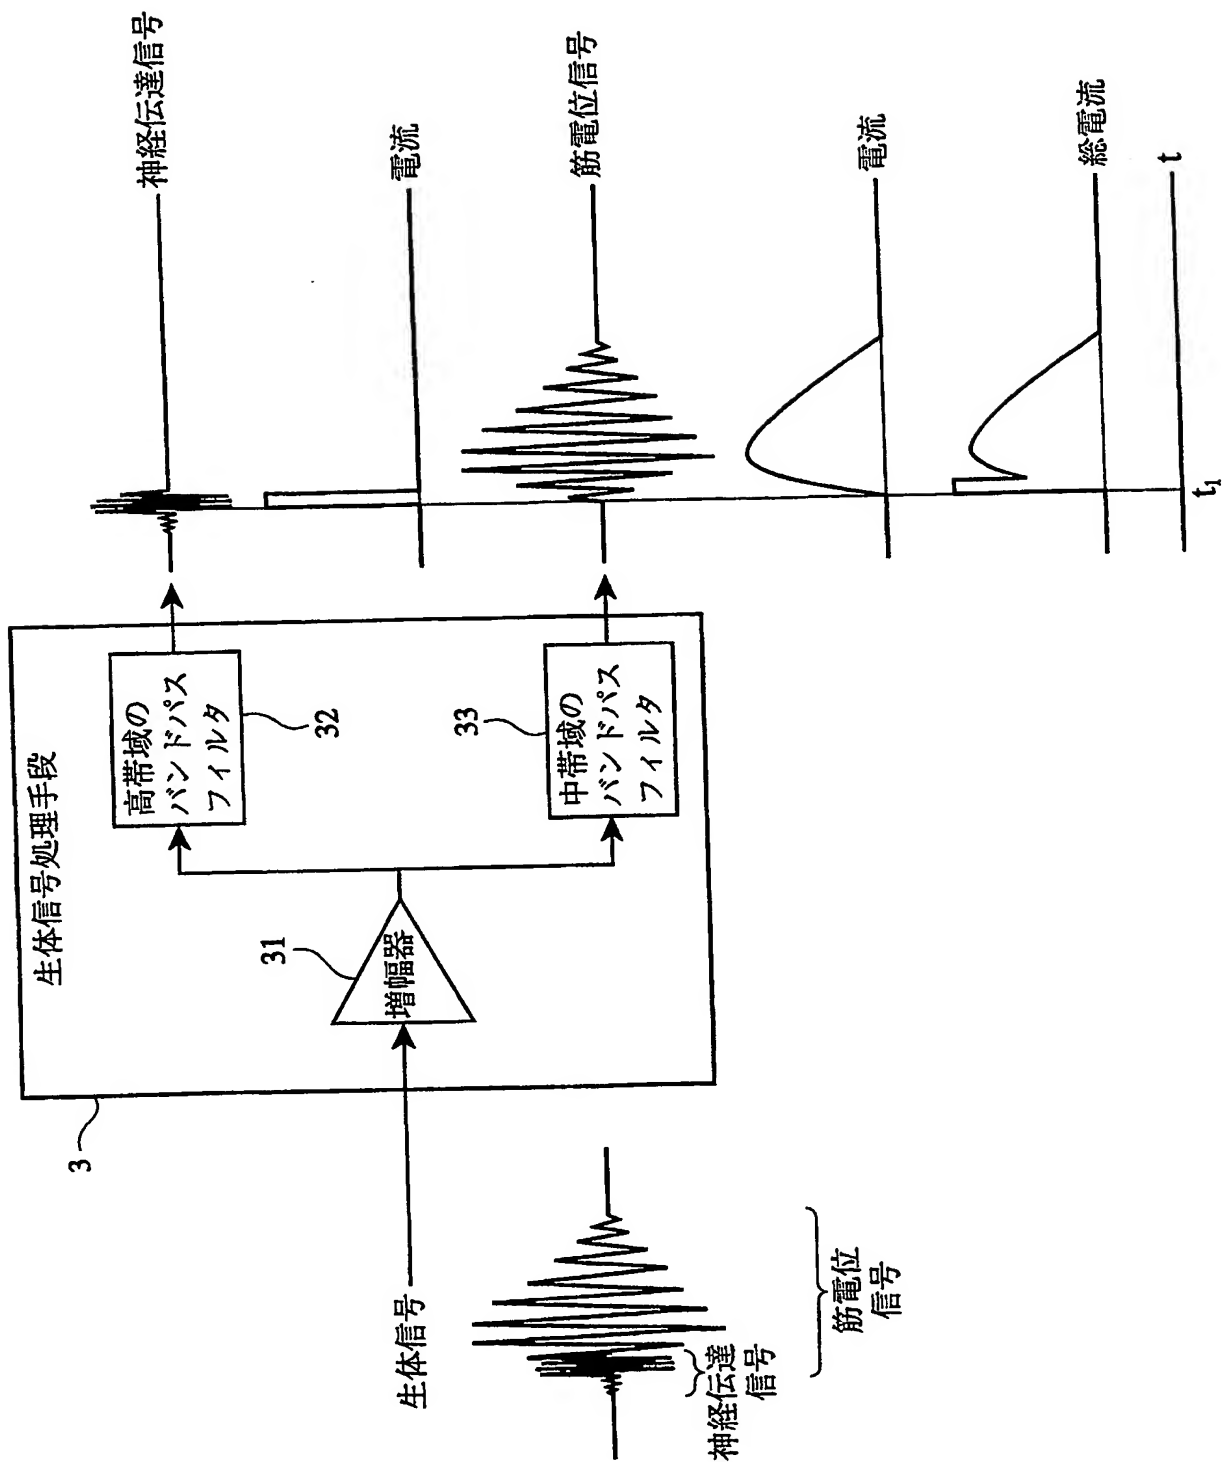 3
生体信号処理手段
生体信号
31
増幅器
高帯域の
バンドパス
フィルタ
32
33
中帯域の
バンドパス
フィルタ
神経伝達
信号
筋電位
信号
神経伝達信号
電流
筋電位信号
電流
総電流
t
t1